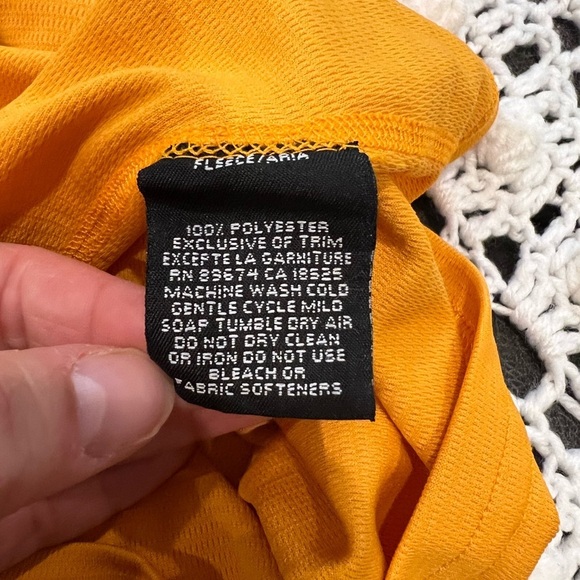 FLEECE/ARIA
100% POLYESTER
EXCLUSIVE OF TRIM
EXCEPTE LA GARNITURE
RN 89674 CA 18525
MACHINE WASH COLD
GENTLE CYCLE MILD
SOAP TUMBLE DRY AIR
DO NOT DRY CLEAN
OR IRON DO NOT USE
BLEACH OR
FABRIC SOFTENERS